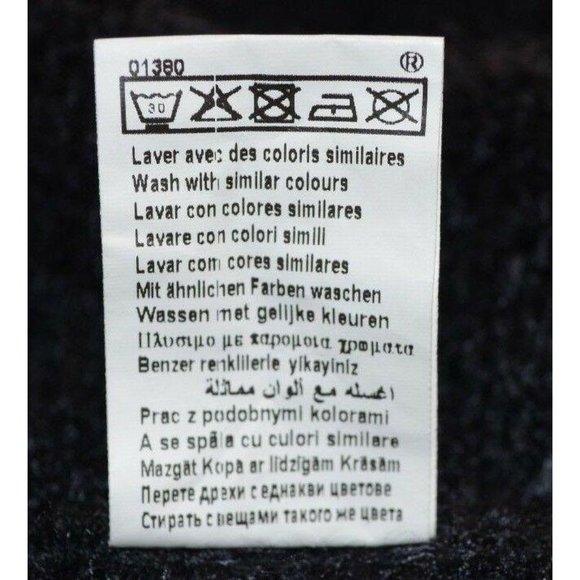 01380 ®
30
Laver avec des coloris similaires
Wash with similar colours
Lavar con colores similares
Lavare con colori simili
Lavar com cores similares
Mit ähnlichen Farben waschen
Wassen met gelijke kleuren
Πλυσιμο με παρομοια χρωματα
Benzer renklilerle yikayiniz
اغسله مع ألوان مماثلة
Prac z podobnymi kolorami
A se spăla cu culori similare
Mazgāt Kopā ar līdzīgām Krāsām
Перете дрехи с еднакви цветове
Стирать с вещами такого же цвета